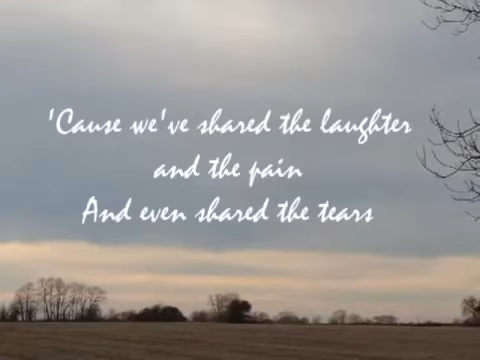 'Cause we've shared the laughter
and the pain
And even shared the tears